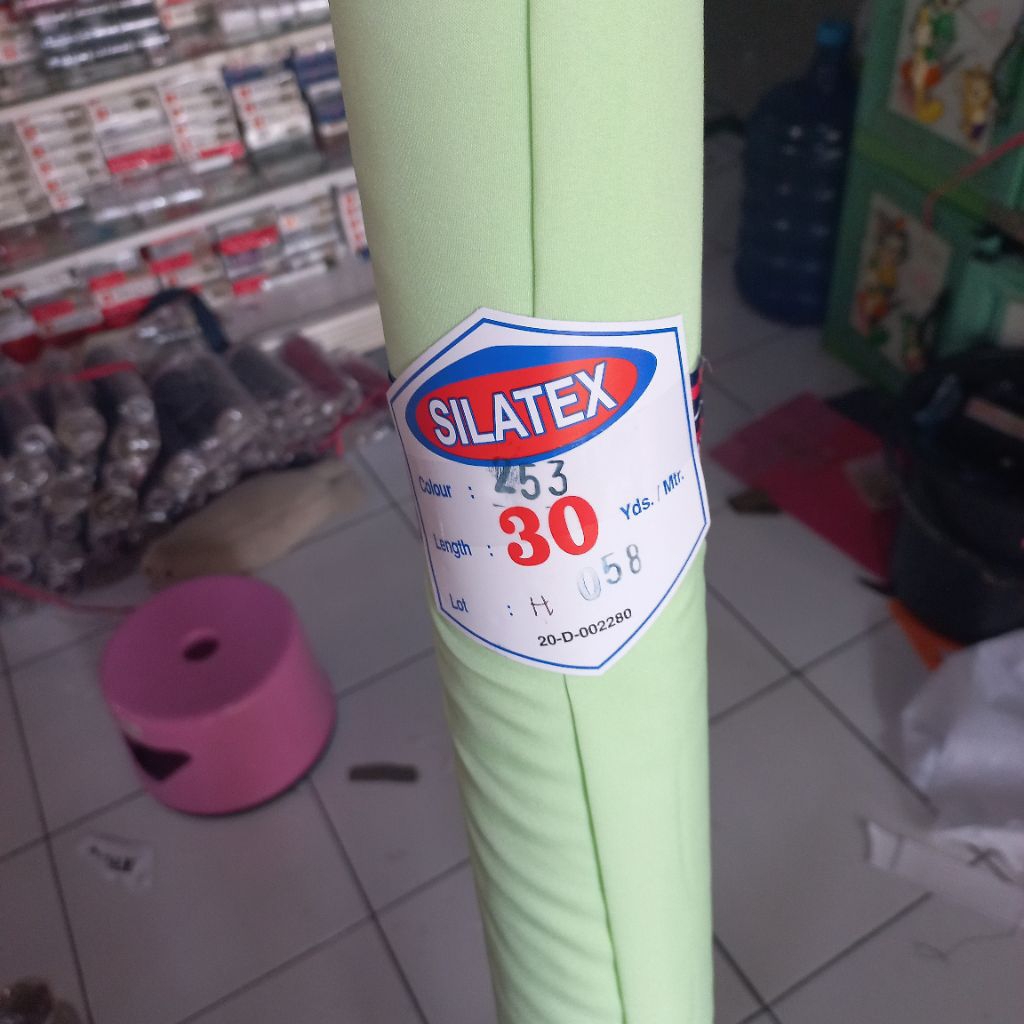 SILATEX
Colour : 253
Length : 30 Yds. / Mtr.
Lot : H 058
20-D-002280